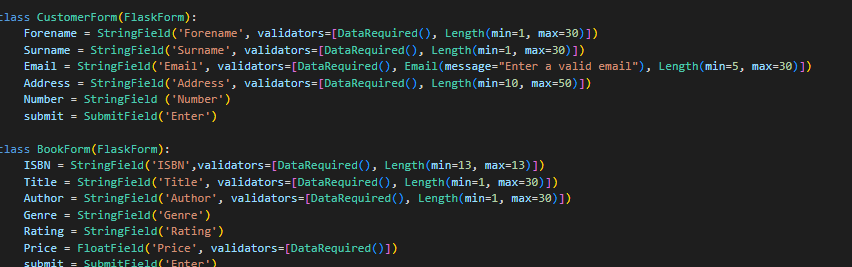 class CustomerForm(FlaskForm):
    Forename = StringField('Forename', validators=[DataRequired(), Length(min=1, max=30)])
    Surname = StringField('Surname', validators=[DataRequired(), Length(min=1, max=30)])
    Email = StringField('Email', validators=[DataRequired(), Email(message="Enter a valid email"), Length(min=5, max=30)])
    Address = StringField('Address', validators=[DataRequired(), Length(min=10, max=50)])
    Number = StringField ('Number')
    submit = SubmitField('Enter')
class BookForm(FlaskForm):
    ISBN = StringField('ISBN',validators=[DataRequired(), Length(min=13, max=13)])
    Title = StringField('Title', validators=[DataRequired(), Length(min=1, max=30)])
    Author = StringField('Author', validators=[DataRequired(), Length(min=1, max=30)])
    Genre = StringField('Genre')
    Rating = StringField('Rating')
    Price = FloatField('Price', validators=[DataRequired()])
    submit = SubmitField('Enter')